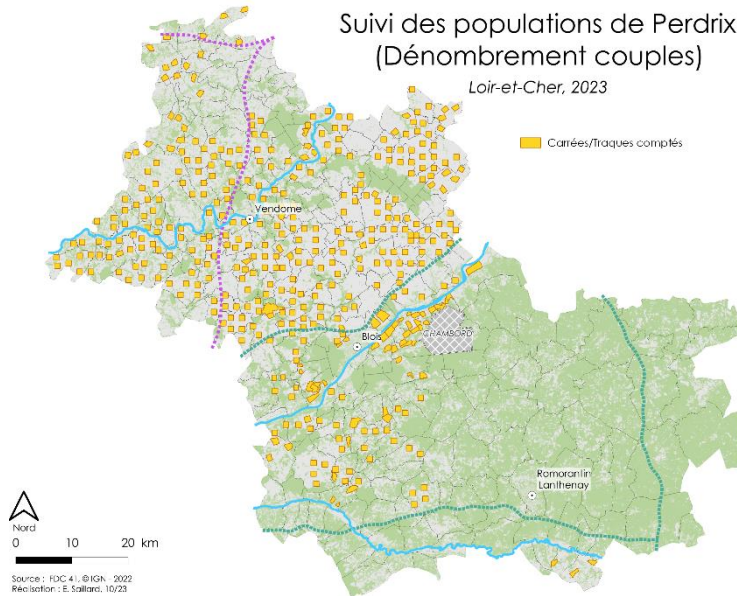 Suivi des populations de Perdrix
(Dénombrement couples)
Loir-et-Cher, 2023
Carrées/Traques comptés
Vendome
Blois
CHAMBORD
Romorantin
Lanthenay
Nord
0 10 20 km
Source : FDC 41, © IGN 2022
Réalisation : E. Saillard, 10/23